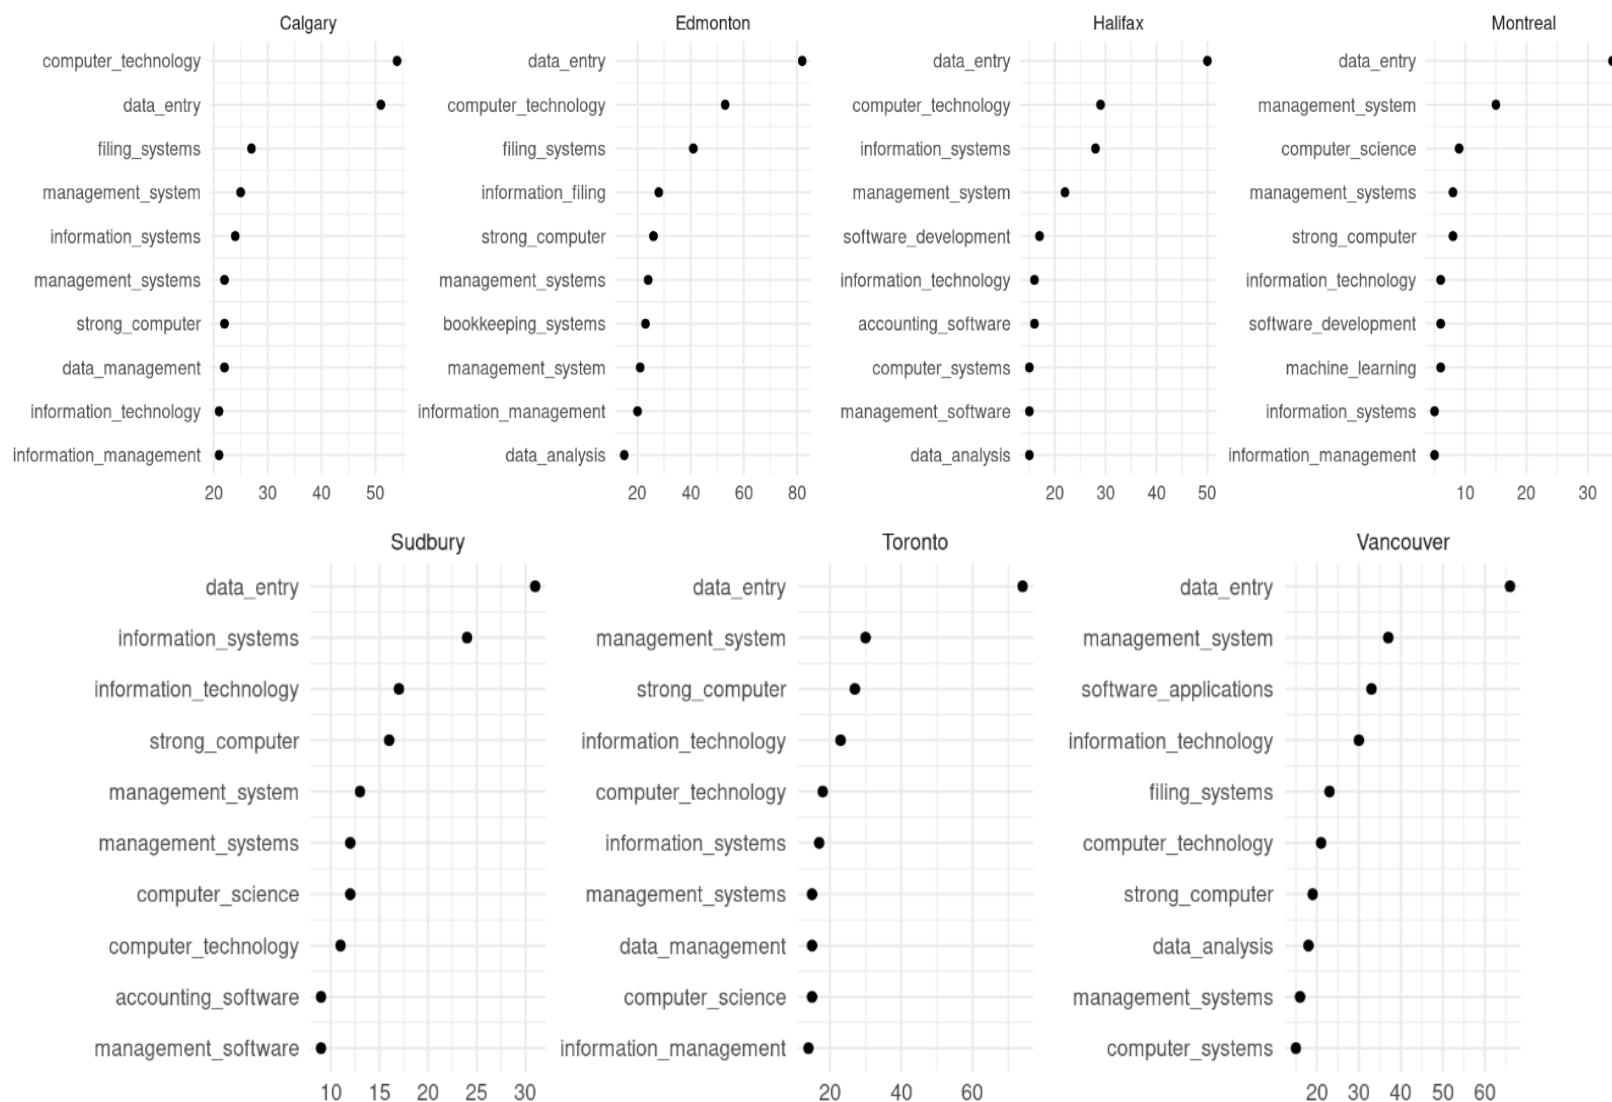 Calgary
computer_technology
data_entry
filing_systems
management_system
information_systems
management_systems
strong_computer
data_management
information_technology
information_management
20 30 40 50
Edmonton
data_entry
computer_technology
filing_systems
information_filing
strong_computer
management_systems
bookkeeping_systems
management_system
information_management
data_analysis
20 40 60 80
Halifax
data_entry
computer_technology
information_systems
management_system
software_development
information_technology
accounting_software
computer_systems
management_software
data_analysis
20 30 40 50
Montreal
data_entry
management_system
computer_science
management_systems
strong_computer
information_technology
software_development
machine_learning
information_systems
information_management
10 20 30
Sudbury
data_entry
information_systems
information_technology
strong_computer
management_system
management_systems
computer_science
computer_technology
accounting_software
management_software
10 15 20 25 30
Toronto
data_entry
management_system
strong_computer
information_technology
computer_technology
information_systems
management_systems
data_management
computer_science
information_management
20 40 60
Vancouver
data_entry
management_system
software_applications
information_technology
filing_systems
computer_technology
strong_computer
data_analysis
management_systems
computer_systems
20 30 40 50 60